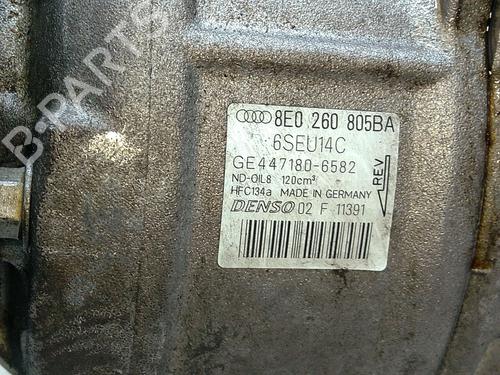 B-PARTS
8E0 260 805BA
6SEU14C
GE447180-6582
ND-OIL8 120cm³
HFC134a MADE IN GERMANY
DENSO 02 F 11391
REV